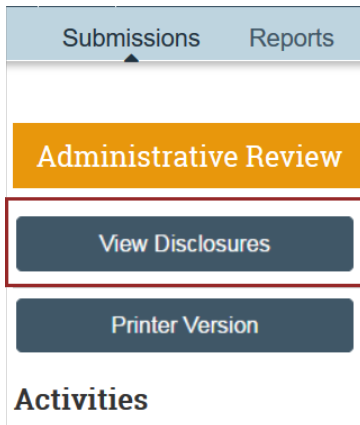 Submissions Reports
Administrative Review
View Disclosures
Printer Version
Activities